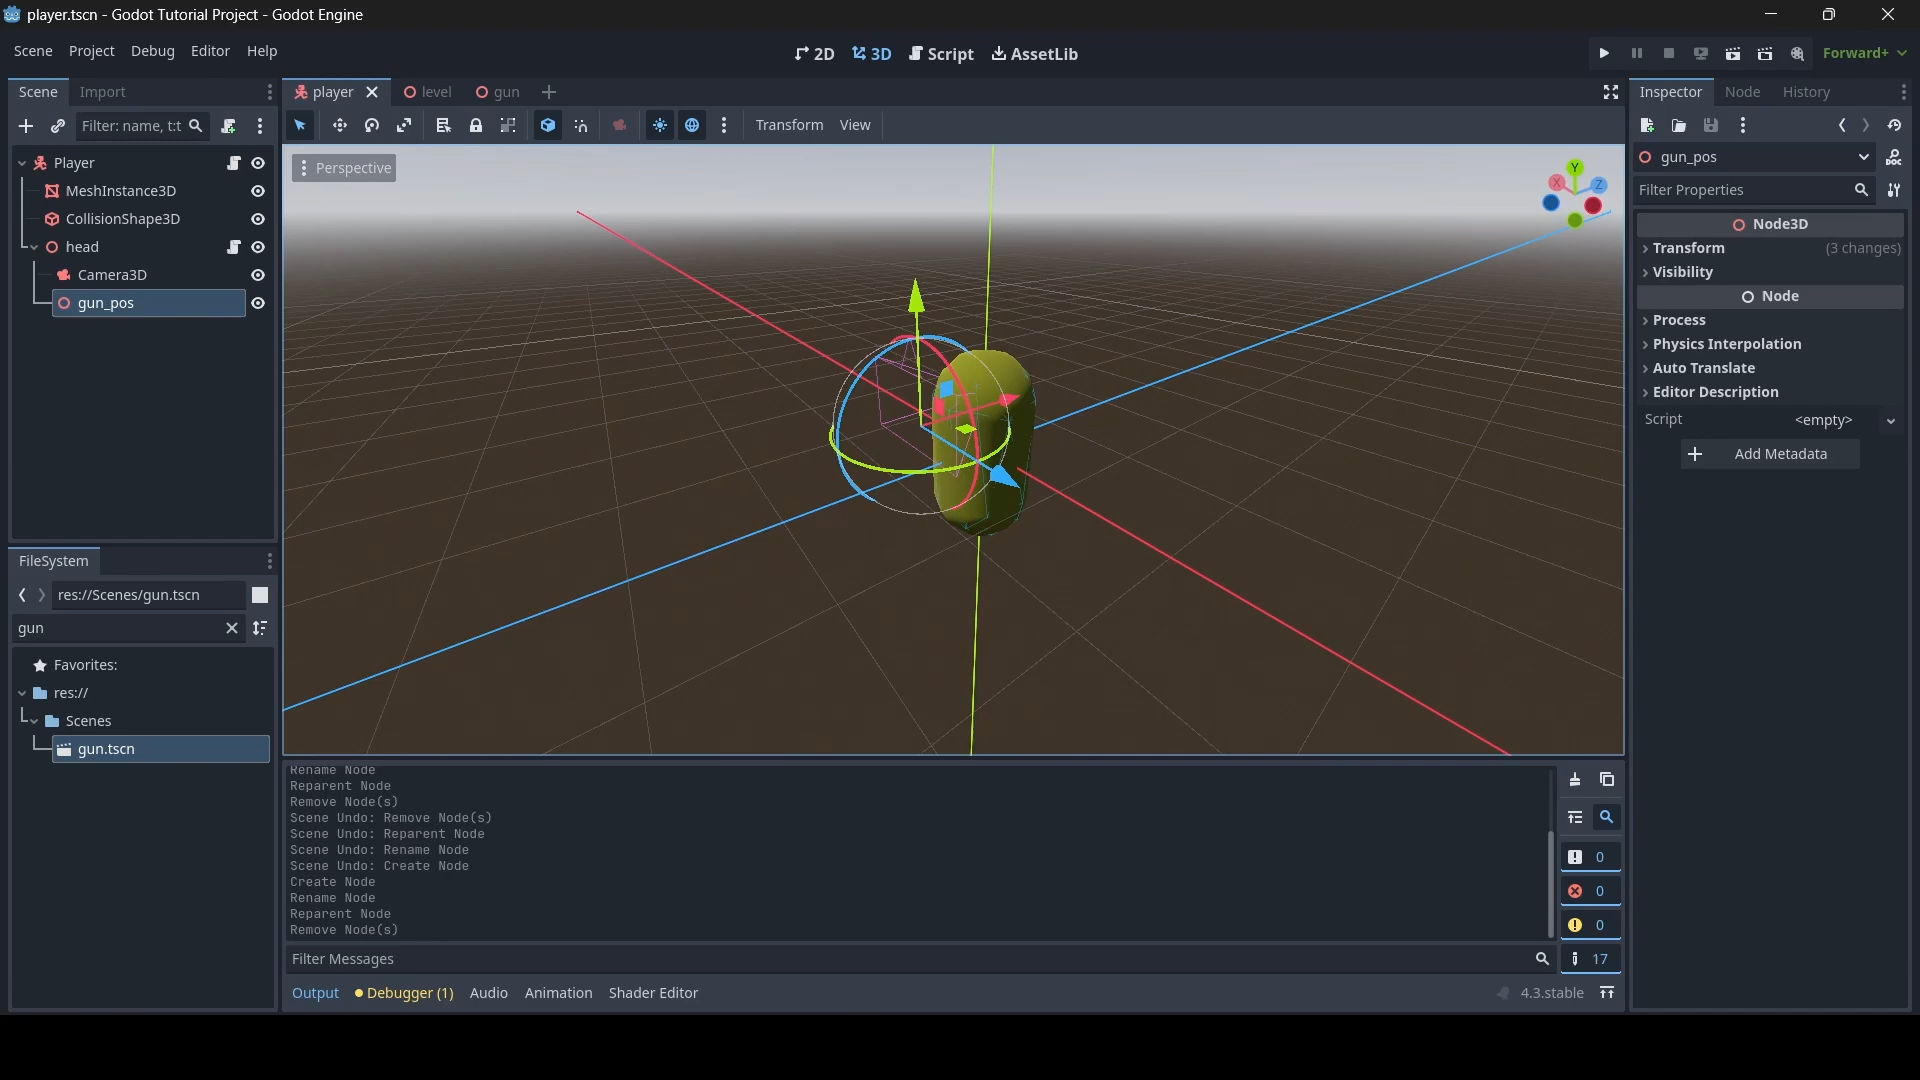 player.tscn - Godot Tutorial Project - Godot Engine
Scene Project Debug Editor Help
2D 3D Script AssetLib
Forward+
Scene Import
player level gun
Inspector Node History
Filter: name, t:t
Transform View
gun_pos
Filter Properties
Player
MeshInstance3D
CollisionShape3D
head
Camera3D
gun_pos
Perspective
Y
X
Z
Node3D
Transform (3 changes)
Visibility
Node
Process
Physics Interpolation
Auto Translate
Editor Description
Script <empty>
Add Metadata
FileSystem
res://Scenes/gun.tscn
gun
Favorites:
res://
Scenes
gun.tscn
Rename Node
Reparent Node
Remove Node(s)
Scene Undo: Remove Node(s)
Scene Undo: Reparent Node
Scene Undo: Rename Node
Scene Undo: Create Node
Create Node
Rename Node
Reparent Node
Remove Node(s)
0
0
0
17
Filter Messages
Output Debugger (1) Audio Animation Shader Editor
4.3.stable